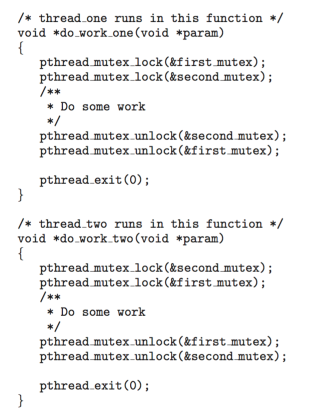 /* thread_one runs in this function */
void *do_work_one(void *param)
{
pthread_mutex_lock(&first_mutex);
pthread_mutex_lock(&second_mutex);
/**
* Do some work
*/
pthread_mutex_unlock(&second_mutex);
pthread_mutex_unlock(&first_mutex);
pthread_exit(0);
}
/* thread_two runs in this function */
void *do_work_two(void *param)
{
pthread_mutex_lock(&second_mutex);
pthread_mutex_lock(&first_mutex);
/**
* Do some work
*/
pthread_mutex_unlock(&first_mutex);
pthread_mutex_unlock(&second_mutex);
pthread_exit(0);
}